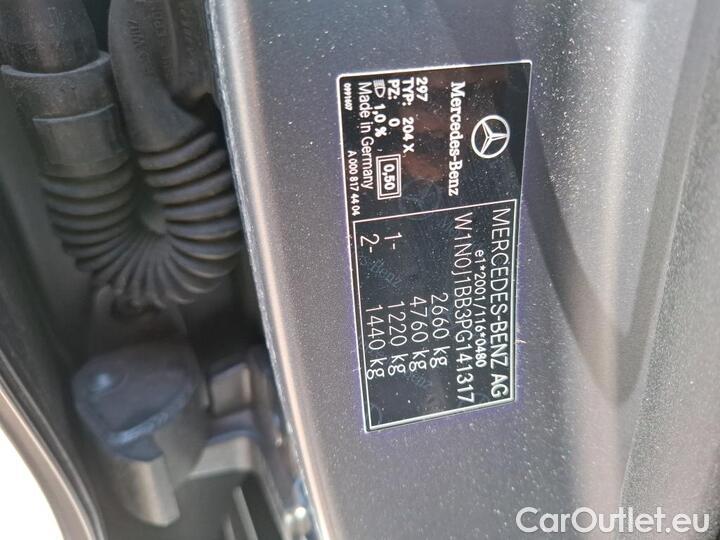 Mercedes-Benz
297
TYP: 204 X
PZ: 0
1,0 %
0,50
Made in Germany
0991607
A 000 817 44 04
MERCEDES-BENZ AG
e1*2001/116*0480
W1N0J1BB3PG141317
2660 kg
4760 kg
1- 1220 kg
2- 1440 kg
CarOutlet.eu